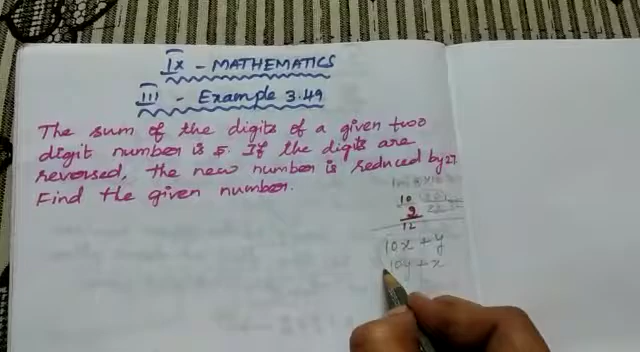 IX - MATHEMATICS
III - Example 3.49
The sum of the digits of a given two
digit number is 5. If the digits are
reversed, the new number is reduced by 27.
Find the given number.
10
2
12
10x + y
10y + x